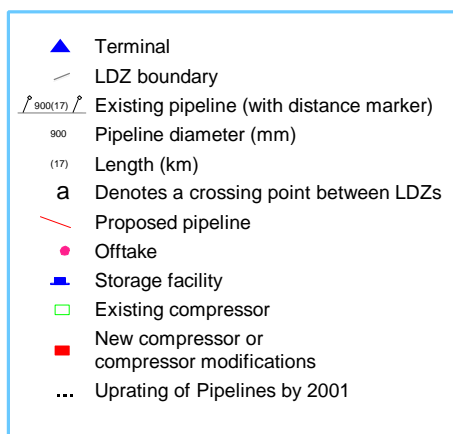 Terminal
LDZ boundary
900(17) Existing pipeline (with distance marker)
900 Pipeline diameter (mm)
(17) Length (km)
a Denotes a crossing point between LDZs
Proposed pipeline
Offtake
Storage facility
Existing compressor
New compressor or
compressor modifications
Uprating of Pipelines by 2001